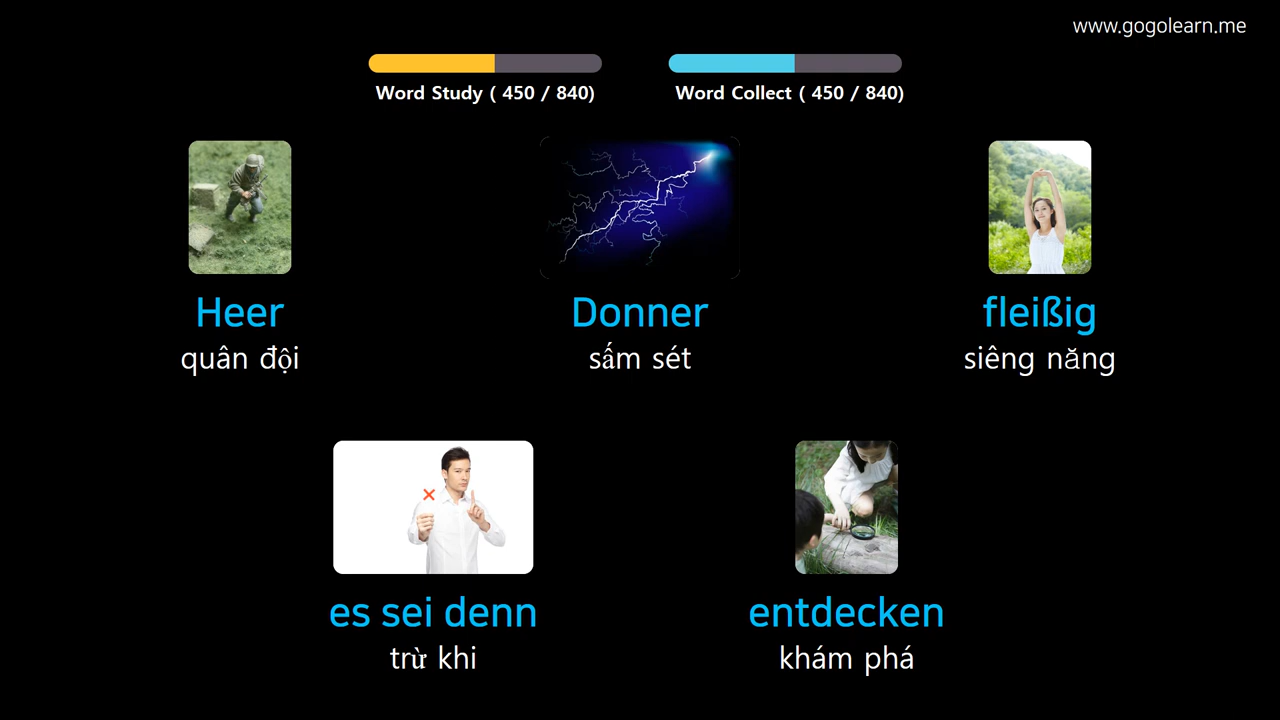 www.gogolearn.me
Word Study ( 450 / 840)
Word Collect ( 450 / 840)
Heer
quân đội
Donner
sấm sét
fleißig
siêng năng
es sei denn
trừ khi
entdecken
khám phá